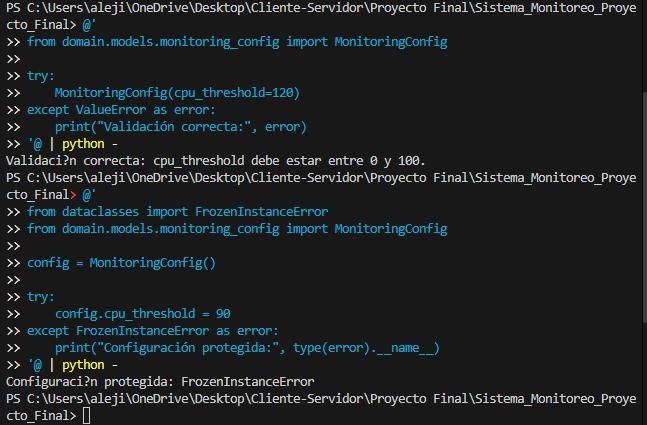 PS C:\Users\aleji\OneDrive\Desktop\Cliente-Servidor\Proyecto Final\Sistema_Monitoreo_Proye
cto_Final> @'
>> from domain.models.monitoring_config import MonitoringConfig
>>
>> try:
>>     MonitoringConfig(cpu_threshold=120)
>> except ValueError as error:
>>     print("Validación correcta:", error)
>> '@ | python -
Validaci?n correcta: cpu_threshold debe estar entre 0 y 100.
PS C:\Users\aleji\OneDrive\Desktop\Cliente-Servidor\Proyecto Final\Sistema_Monitoreo_Proye
cto_Final> @'
>> from dataclasses import FrozenInstanceError
>> from domain.models.monitoring_config import MonitoringConfig
>>
>> config = MonitoringConfig()
>>
>> try:
>>     config.cpu_threshold = 90
>> except FrozenInstanceError as error:
>>     print("Configuración protegida:", type(error).__name__)
>> '@ | python -
Configuraci?n protegida: FrozenInstanceError
PS C:\Users\aleji\OneDrive\Desktop\Cliente-Servidor\Proyecto Final\Sistema_Monitoreo_Proye
cto_Final>